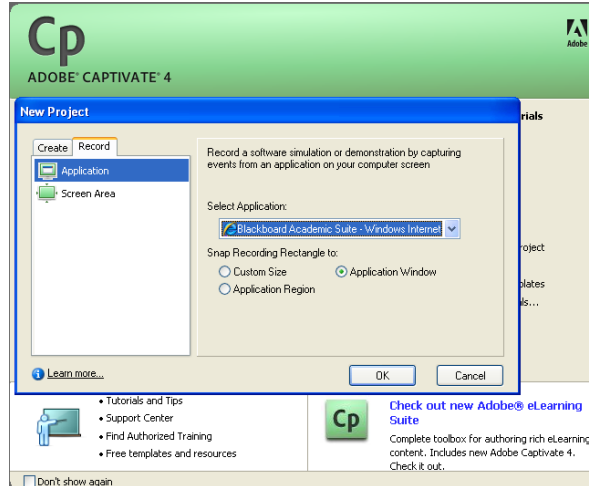 Cp
ADOBE® CAPTIVATE® 4
Adobe
New Project
rials
Create Record
Application
Screen Area
Record a software simulation or demonstration by capturing
events from an application on your computer screen
Select Application:
Blackboard Academic Suite - Windows Internet
Snap Recording Rectangle to:
Custom Size Application Window
Application Region
roject
plates
ls...
Learn more...
OK Cancel
• Tutorials and Tips
• Support Center
• Find Authorized Training
• Free templates and resources
Cp
Check out new Adobe® eLearning
Suite
Complete toolbox for authoring rich eLearning
content. Includes new Adobe Captivate 4.
Check it out.
Don't show again